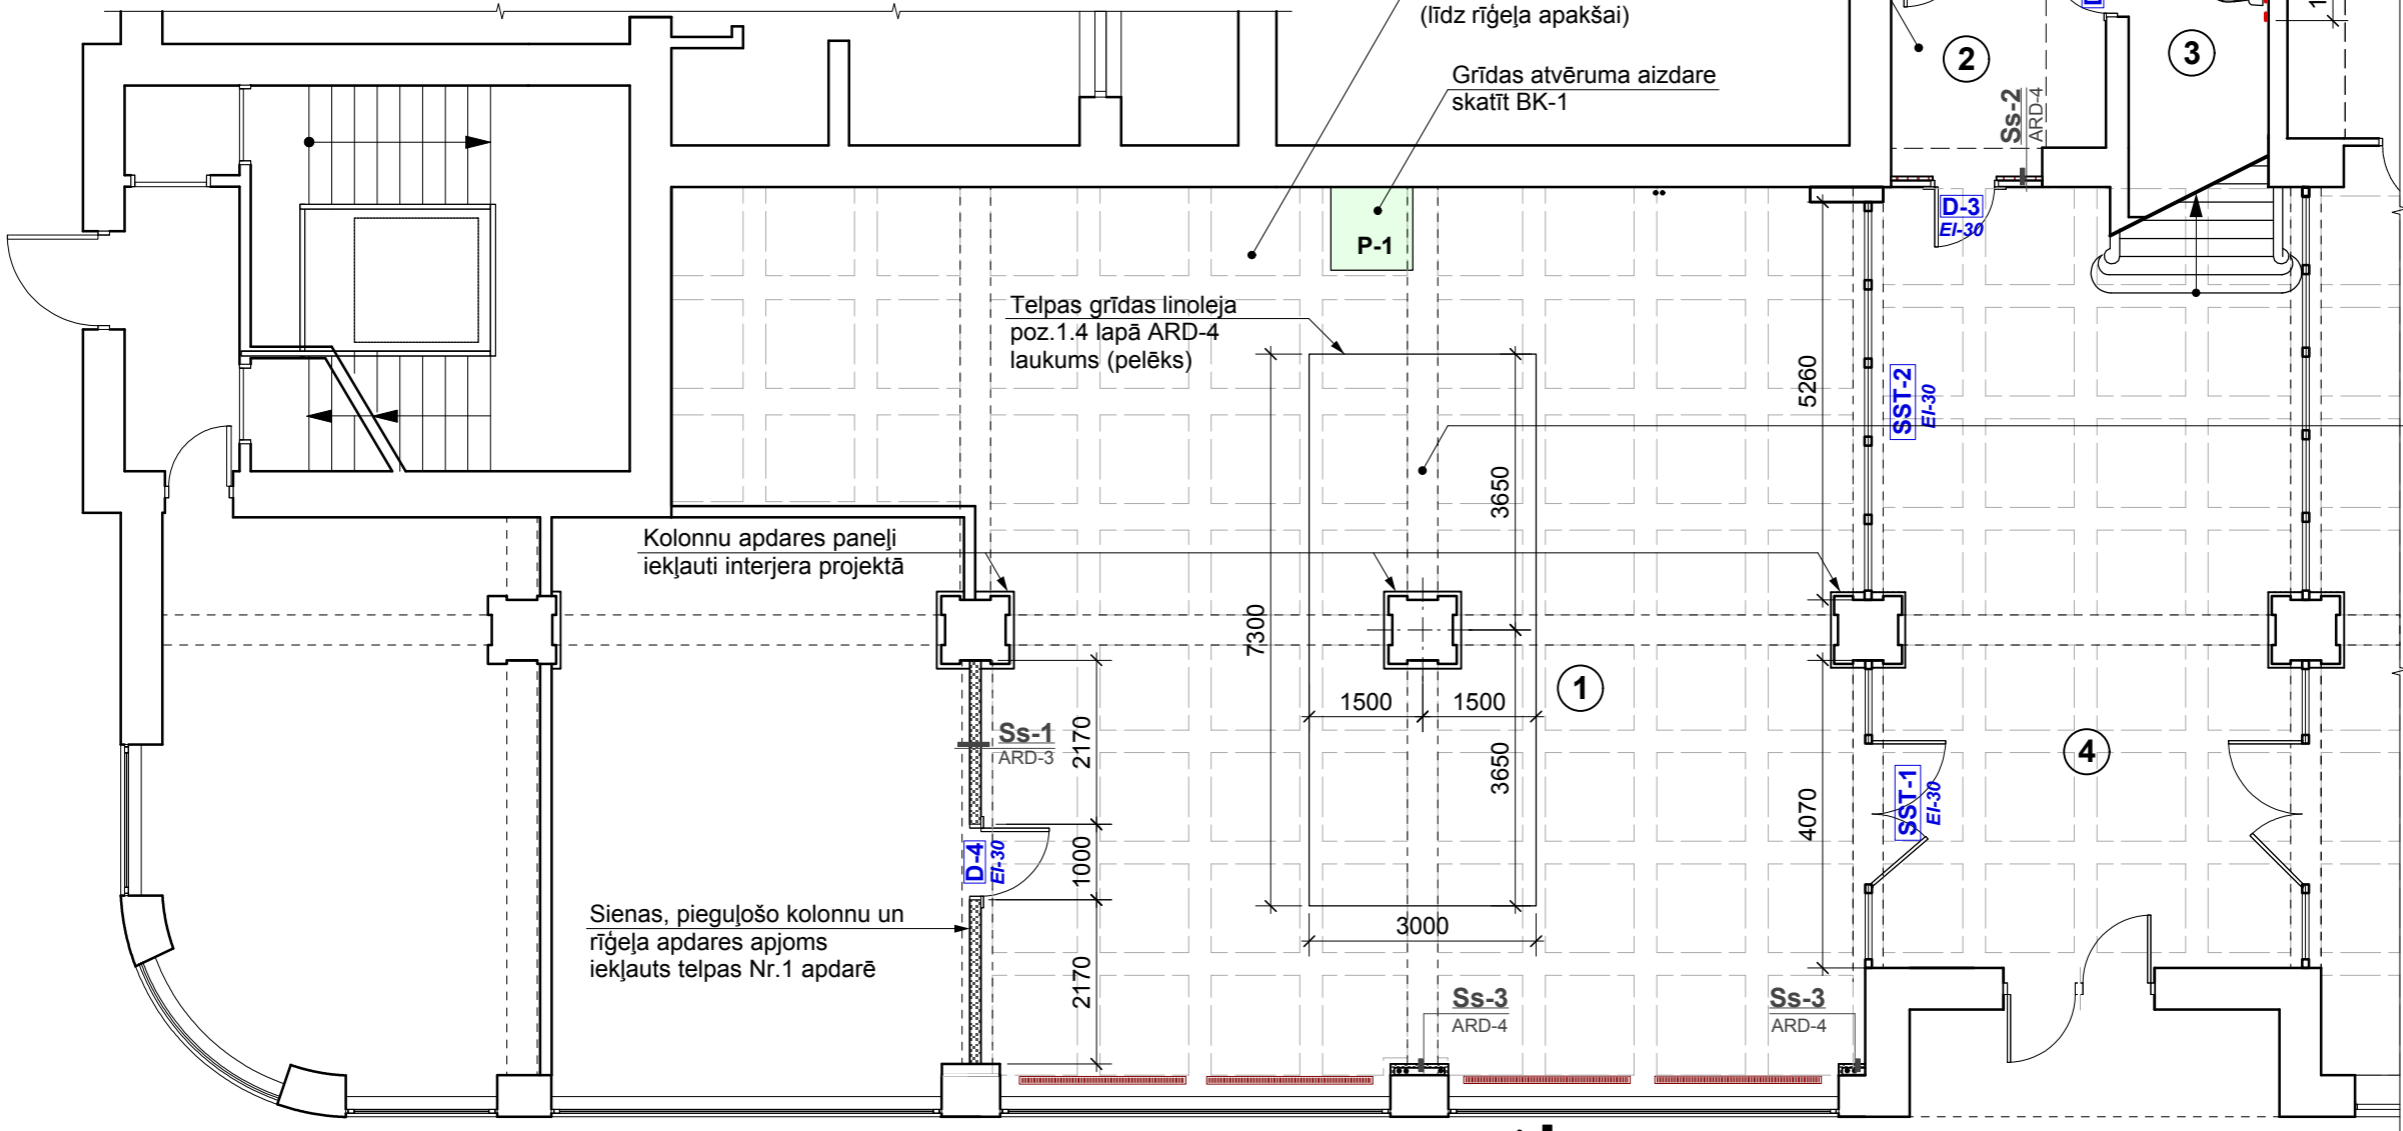 (līdz rīģeļa apakšai)
Grīdas atvēruma aizdare
skatīt BK-1
2
3
Ss-2
ARD-4
D-3
EI-30
P-1
Telpas grīdas linoleja
poz.1.4 lapā ARD-4
laukums (pelēks)
5260
SST-2
EI-30
3650
Kolonnu apdares paneļi
iekļauti interjera projektā
7300
1500
1500
1
Ss-1
ARD-3
2170
3650
4
SST-1
EI-30
4070
D-4
EI-30
1000
Sienas, pieguļošo kolonnu un
rīģeļa apdares apjoms
iekļauts telpas Nr.1 apdarē
3000
2170
Ss-3
ARD-4
Ss-3
ARD-4